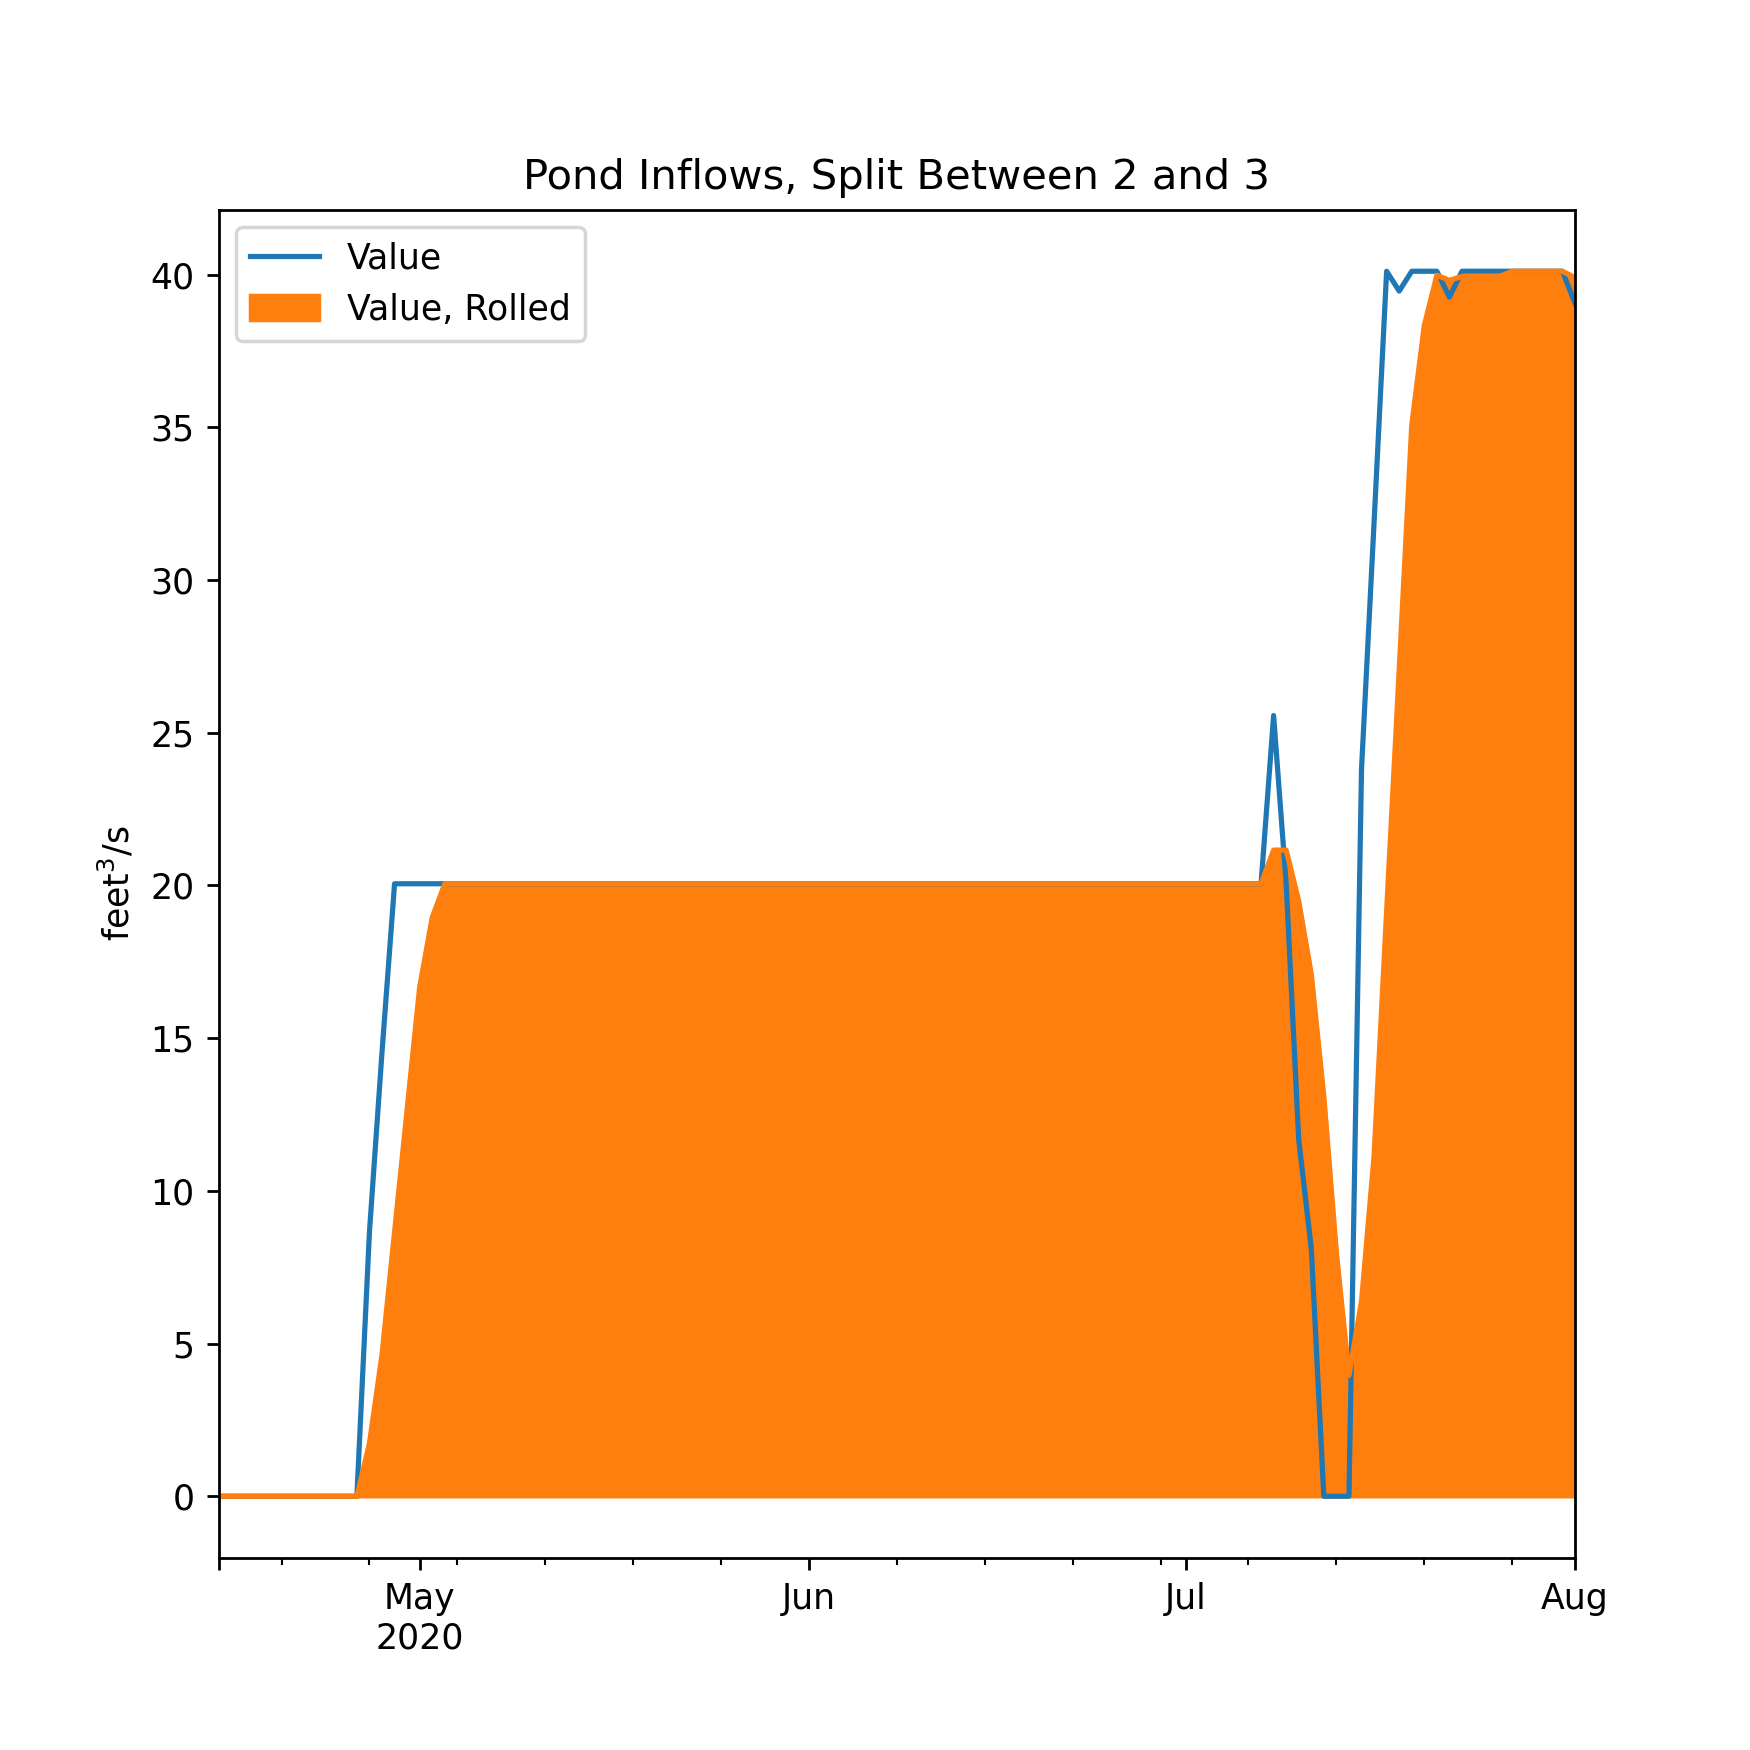 Pond Inflows, Split Between 2 and 3
Value
Value, Rolled
40
35
30
25
20
15
10
5
0
feet³/s
May
2020
Jun
Jul
Aug